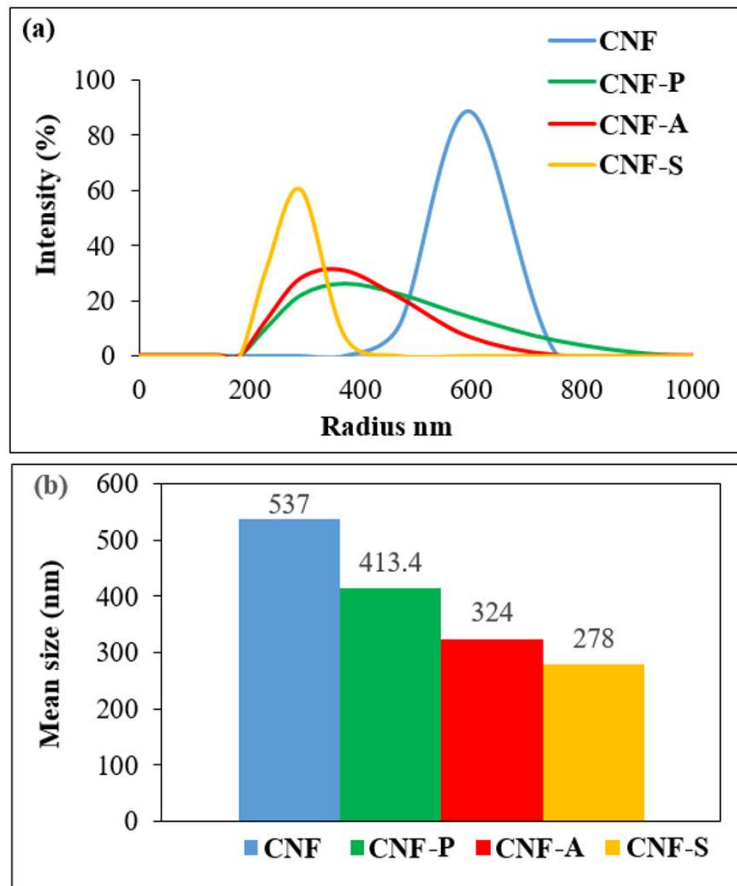 (a)
CNF
CNF-P
CNF-A
CNF-S
Intensity (%)
100
80
60
40
20
0
0 200 400 600 800 1000
Radius nm
(b)
Mean size (nm)
600
500
400
300
200
100
0
537
413.4
324
278
CNF CNF-P CNF-A CNF-S